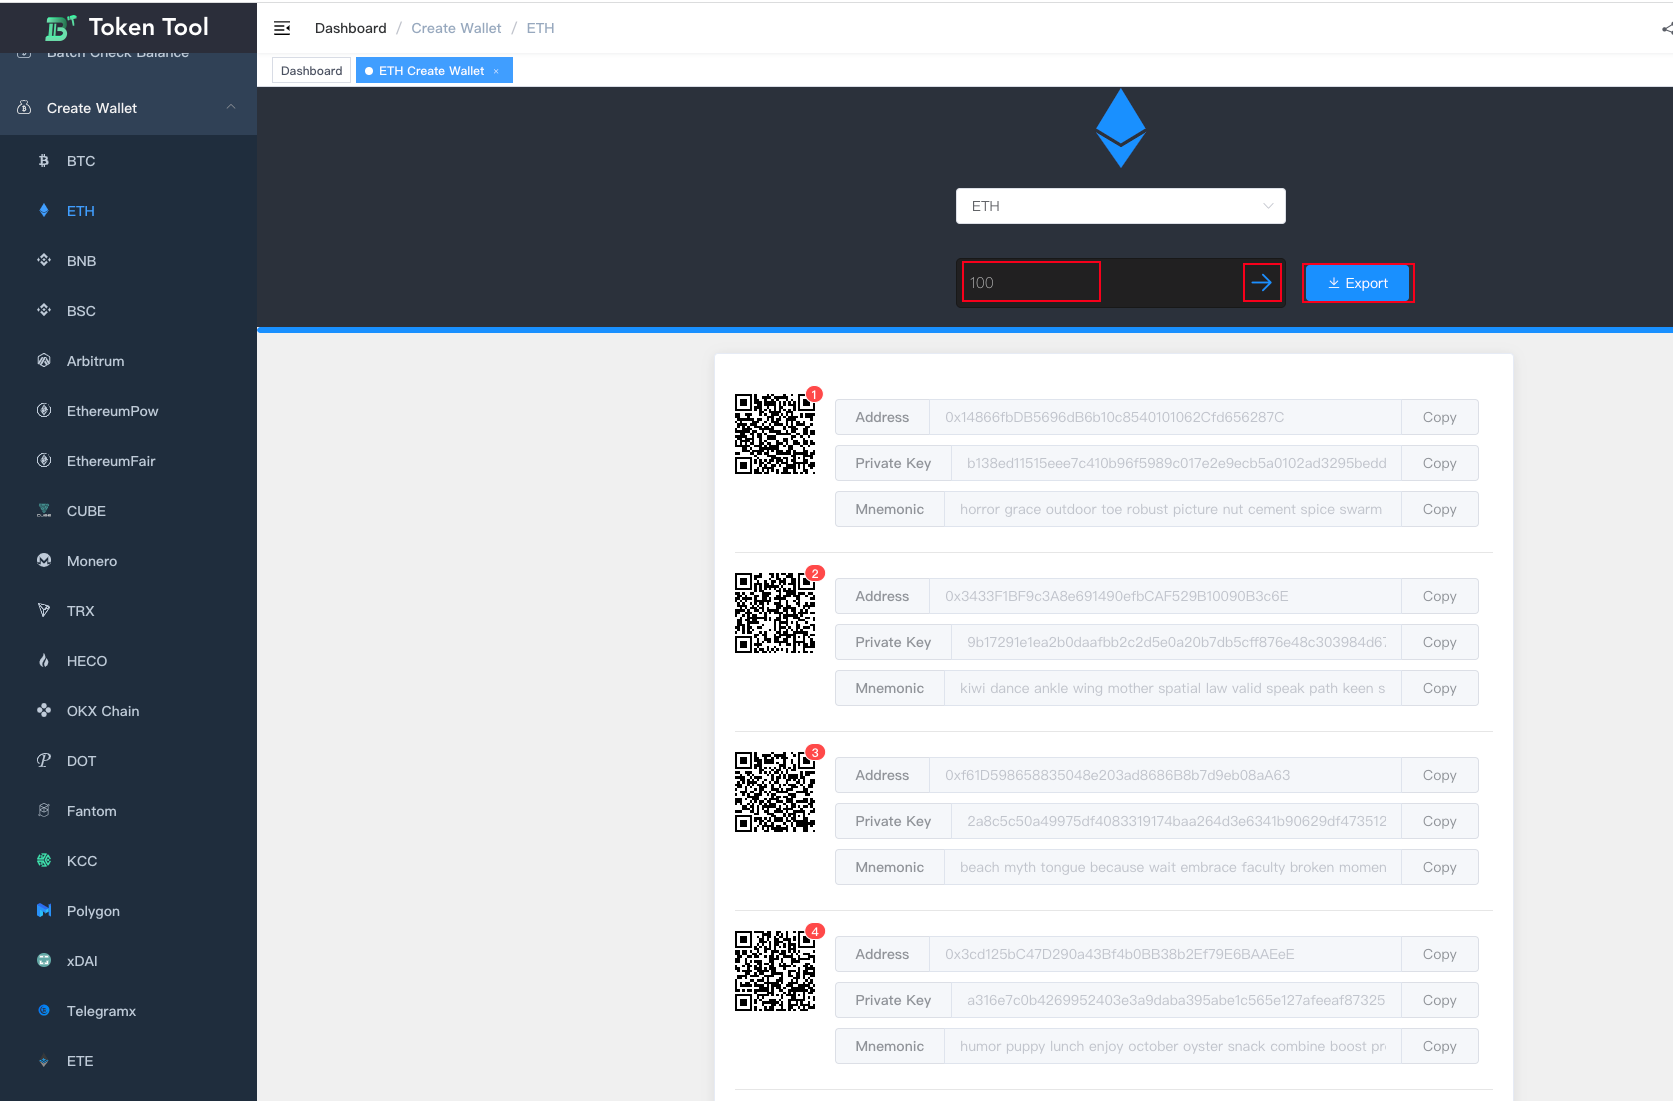 Token Tool
Dashboard / Create Wallet / ETH
Batch Check Balance
Dashboard
ETH Create Wallet ×
Create Wallet
BTC
ETH
BNB
BSC
Arbitrum
EthereumPow
EthereumFair
CUBE
Monero
TRX
HECO
OKX Chain
DOT
Fantom
KCC
Polygon
xDAI
Telegramx
ETE
ETH
100
Export
1
Address 0x14866fbDB5696dB6b10c8540101062Cfd656287C Copy
Private Key b138ed11515eee7c410b96f5989c017e2e9ecb5a0102ad3295bedd Copy
Mnemonic horror grace outdoor toe robust picture nut cement spice swarm Copy
2
Address 0x3433F1BF9c3A8e691490efbCAF529B10090B3c6E Copy
Private Key 9b17291e1ea2b0daafbb2c2d5e0a20b7db5cff876e48c303984d67 Copy
Mnemonic kiwi dance ankle wing mother spatial law valid speak path keen s Copy
3
Address 0xf61D598658835048e203ad8686B8b7d9eb08aA63 Copy
Private Key 2a8c5c50a49975df4083319174baa264d3e6341b90629df473512 Copy
Mnemonic beach myth tongue because wait embrace faculty broken momen Copy
4
Address 0x3cd125bC47D290a43Bf4b0BB38b2Ef79E6BAAEeE Copy
Private Key a316e7c0b4269952403e3a9daba395abe1c565e127afeeaf87325 Copy
Mnemonic humor puppy lunch enjoy october oyster snack combine boost pr Copy